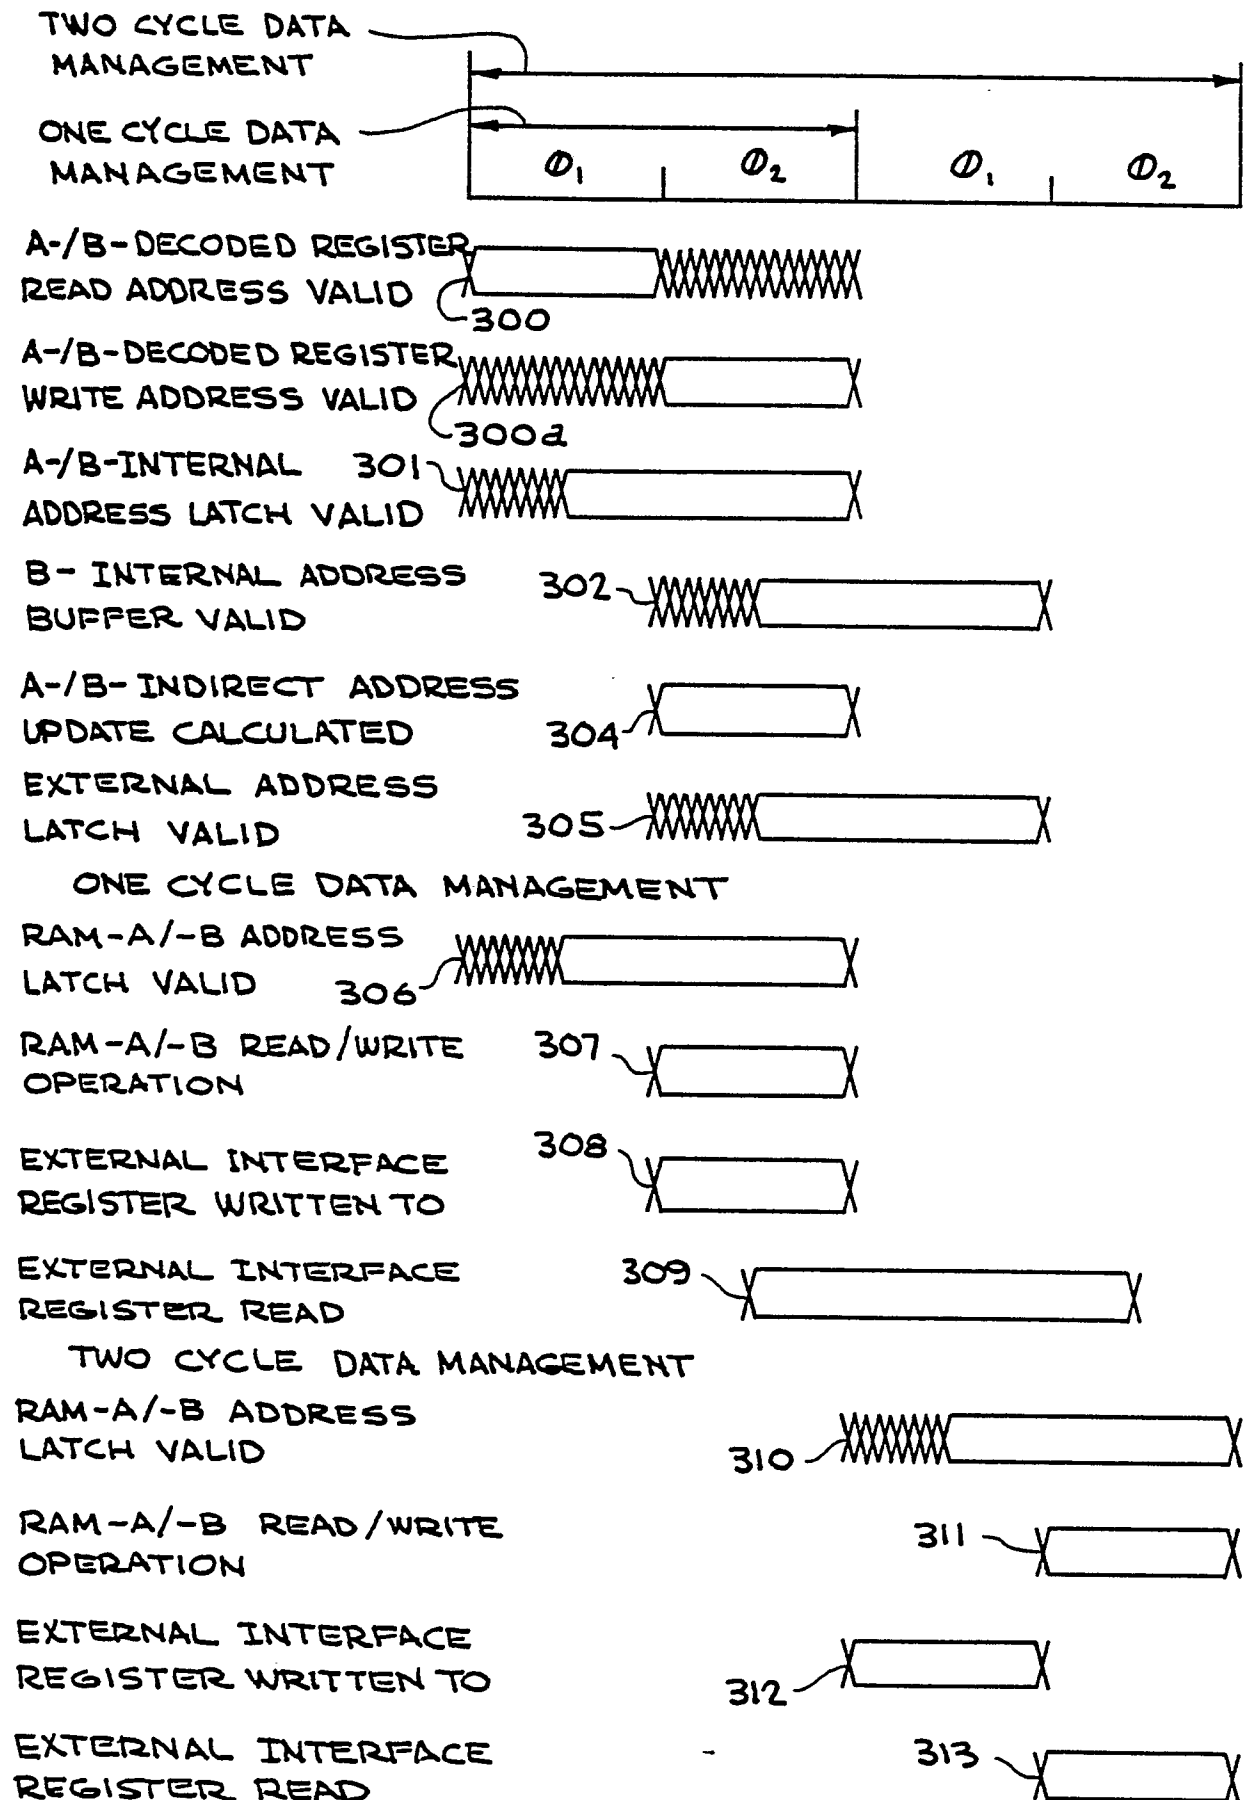 TWO CYCLE DATA
MANAGEMENT
ONE CYCLE DATA
MANAGEMENT
Φ₁ Φ₂ Φ₁ Φ₂
A-/B-DECODED REGISTER
READ ADDRESS VALID
300
A-/B-DECODED REGISTER
WRITE ADDRESS VALID
300a
A-/B-INTERNAL 301
ADDRESS LATCH VALID
B- INTERNAL ADDRESS 302
BUFFER VALID
A-/B- INDIRECT ADDRESS
UPDATE CALCULATED 304
EXTERNAL ADDRESS
LATCH VALID 305
ONE CYCLE DATA MANAGEMENT
RAM-A/-B ADDRESS
LATCH VALID 306
RAM-A/-B READ/WRITE 307
OPERATION
EXTERNAL INTERFACE 308
REGISTER WRITTEN TO
EXTERNAL INTERFACE 309
REGISTER READ
TWO CYCLE DATA MANAGEMENT
RAM-A/-B ADDRESS
LATCH VALID 310
RAM-A/-B READ/WRITE 311
OPERATION
EXTERNAL INTERFACE
REGISTER WRITTEN TO 312
EXTERNAL INTERFACE 313
REGISTER READ